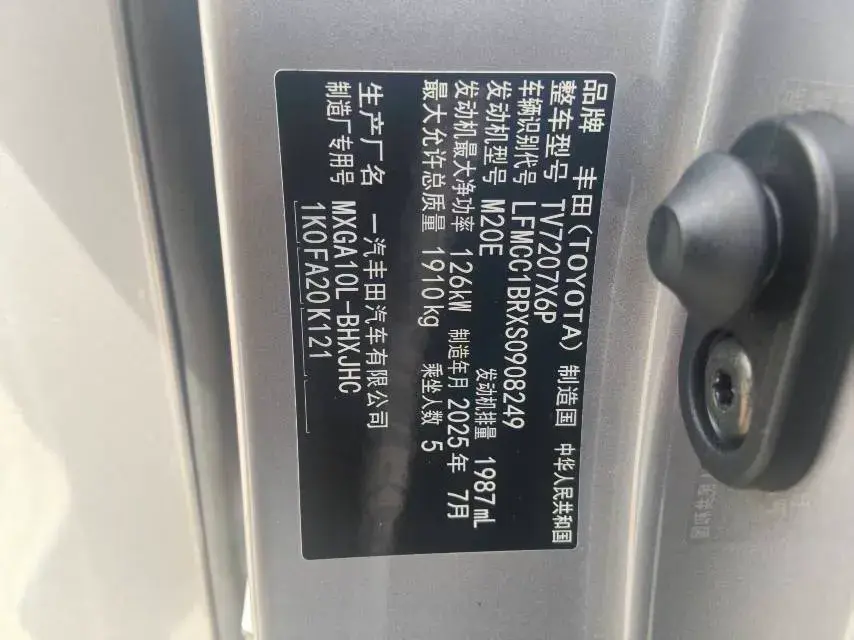 品牌 丰田(TOYOTA) 制造国 中华人民共和国
整车型号 TV7207X6P
车辆识别代号 LFMCC1BRXS0908249
发动机型号 M20E 发动机排量 1987mL
发动机最大净功率 126kW 制造年月 2025年 7月
最大允许总质量 1910kg 乘坐人数 5
生产厂名 一汽丰田汽车有限公司
制造厂专用号 MXGA10L-BHXJHC
1K0FA20K121